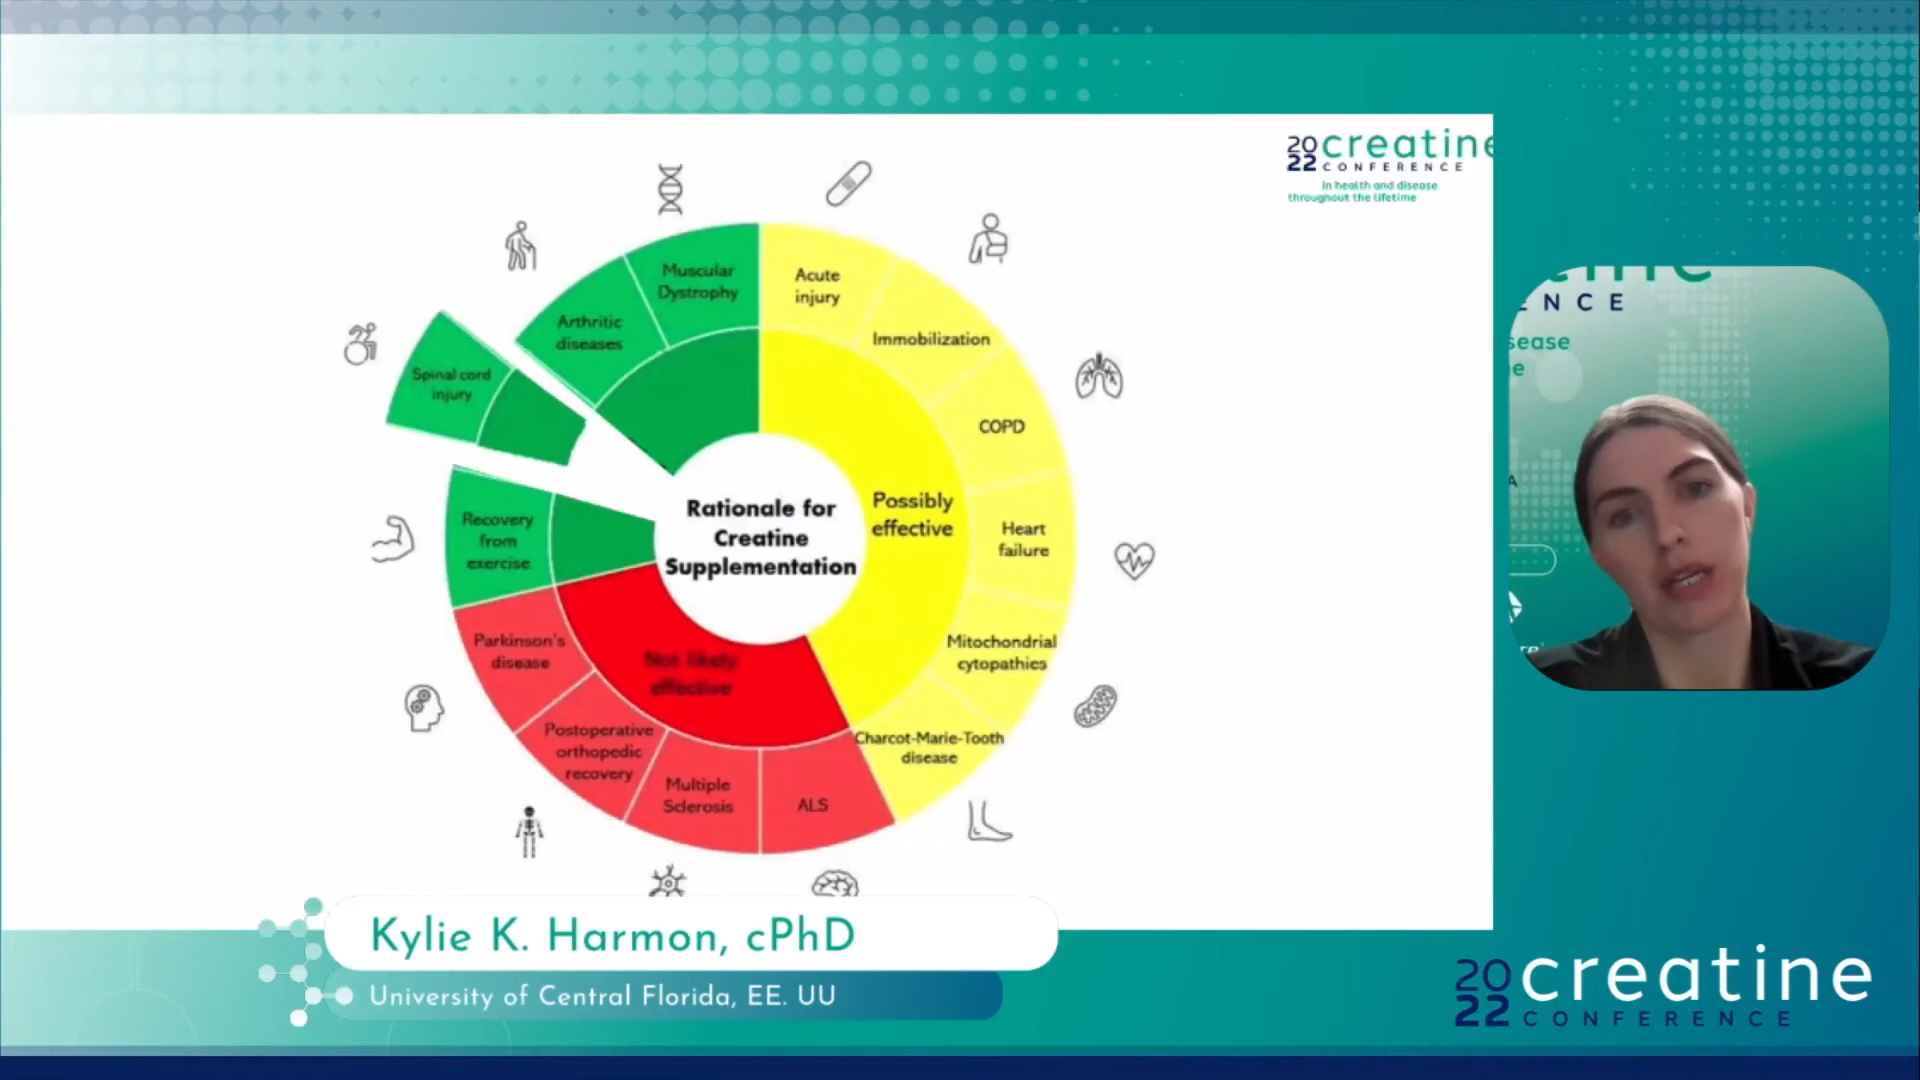 20 creatine
22 CONFERENCE
In health and disease
throughout the lifetime
Muscular
Dystrophy
Acute
injury
Arthritic
diseases
Immobilization
Spinal cord
injury
COPD
Recovery
from
exercise
Rationale for
Creatine
Supplementation
Possibly
effective
Heart
failure
Parkinson's
disease
Not likely
effective
Mitochondrial
cytopathies
Postoperative
orthopedic
recovery
Charcot-Marie-Tooth
disease
Multiple
Sclerosis
ALS
ENCE
sease
Kylie K. Harmon, cPhD
University of Central Florida, EE. UU
20 creatine
22 CONFERENCE